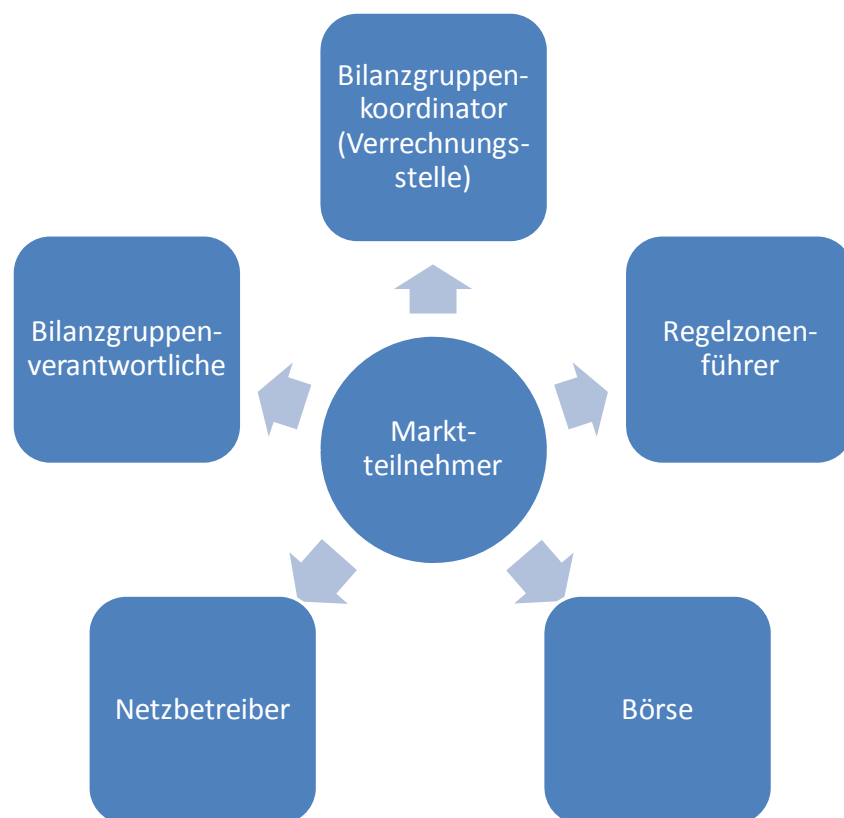 Bilanzgruppen-
koordinator
(Verrechnungs-
stelle)
Bilanzgruppen-
verantwortliche
Regelzonen-
führer
Markt-
teilnehmer
Netzbetreiber
Börse